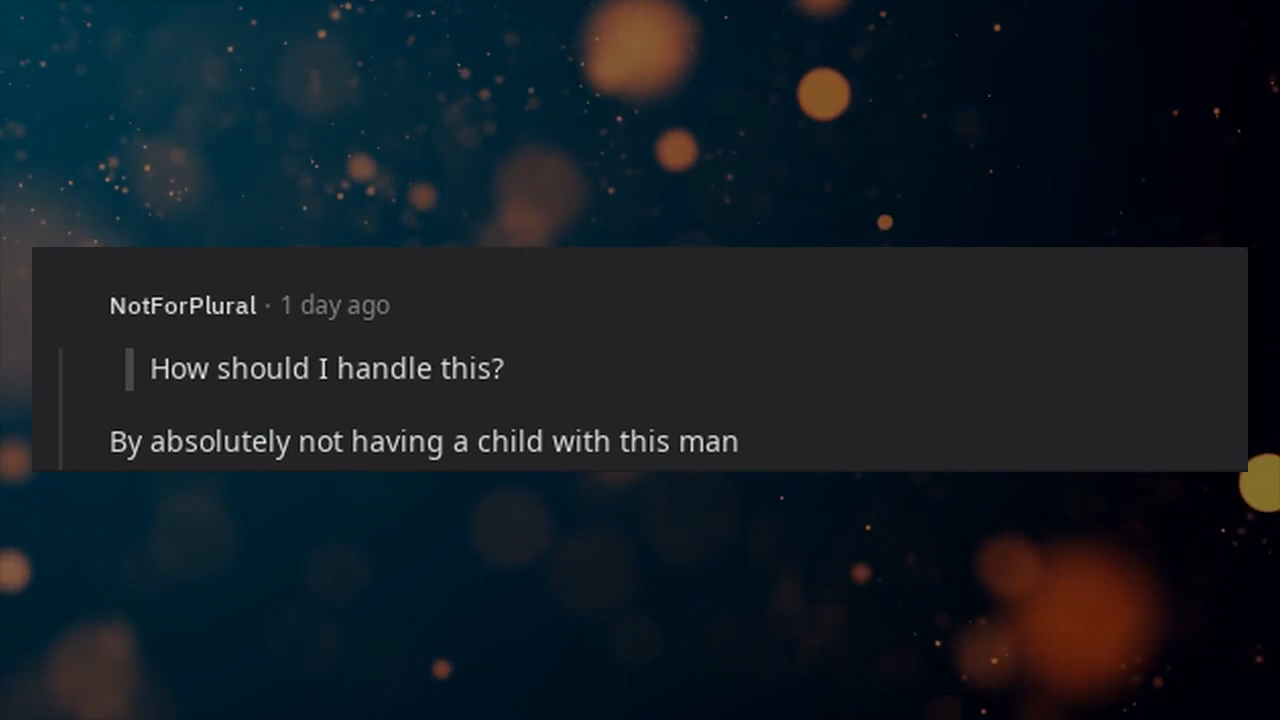 NotForPlural · 1 day ago
How should I handle this?
By absolutely not having a child with this man